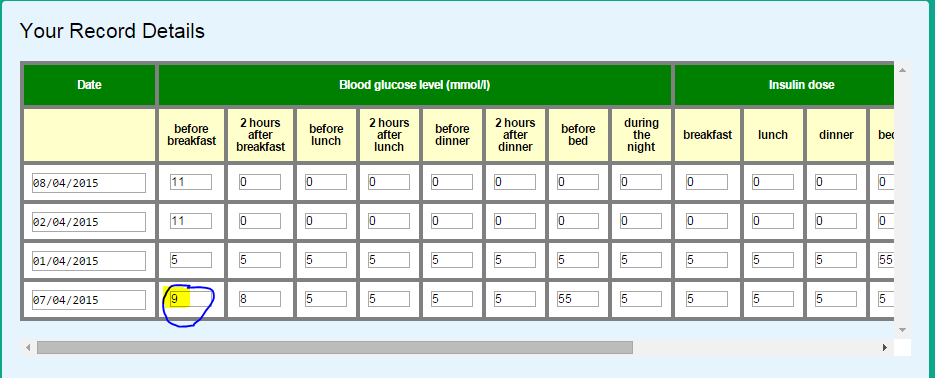 Your Record Details
Date Blood glucose level (mmol/l) Insulin dose
before breakfast 2 hours after breakfast before lunch 2 hours after lunch before dinner 2 hours after dinner before bed during the night breakfast lunch dinner bed
08/04/2015 11 0 0 0 0 0 0 0 0 0 0 0
02/04/2015 11 0 0 0 0 0 0 0 0 0 0 0
01/04/2015 5 5 5 5 5 5 5 5 5 5 5 55
07/04/2015 9 8 5 5 5 5 55 5 5 5 5 5